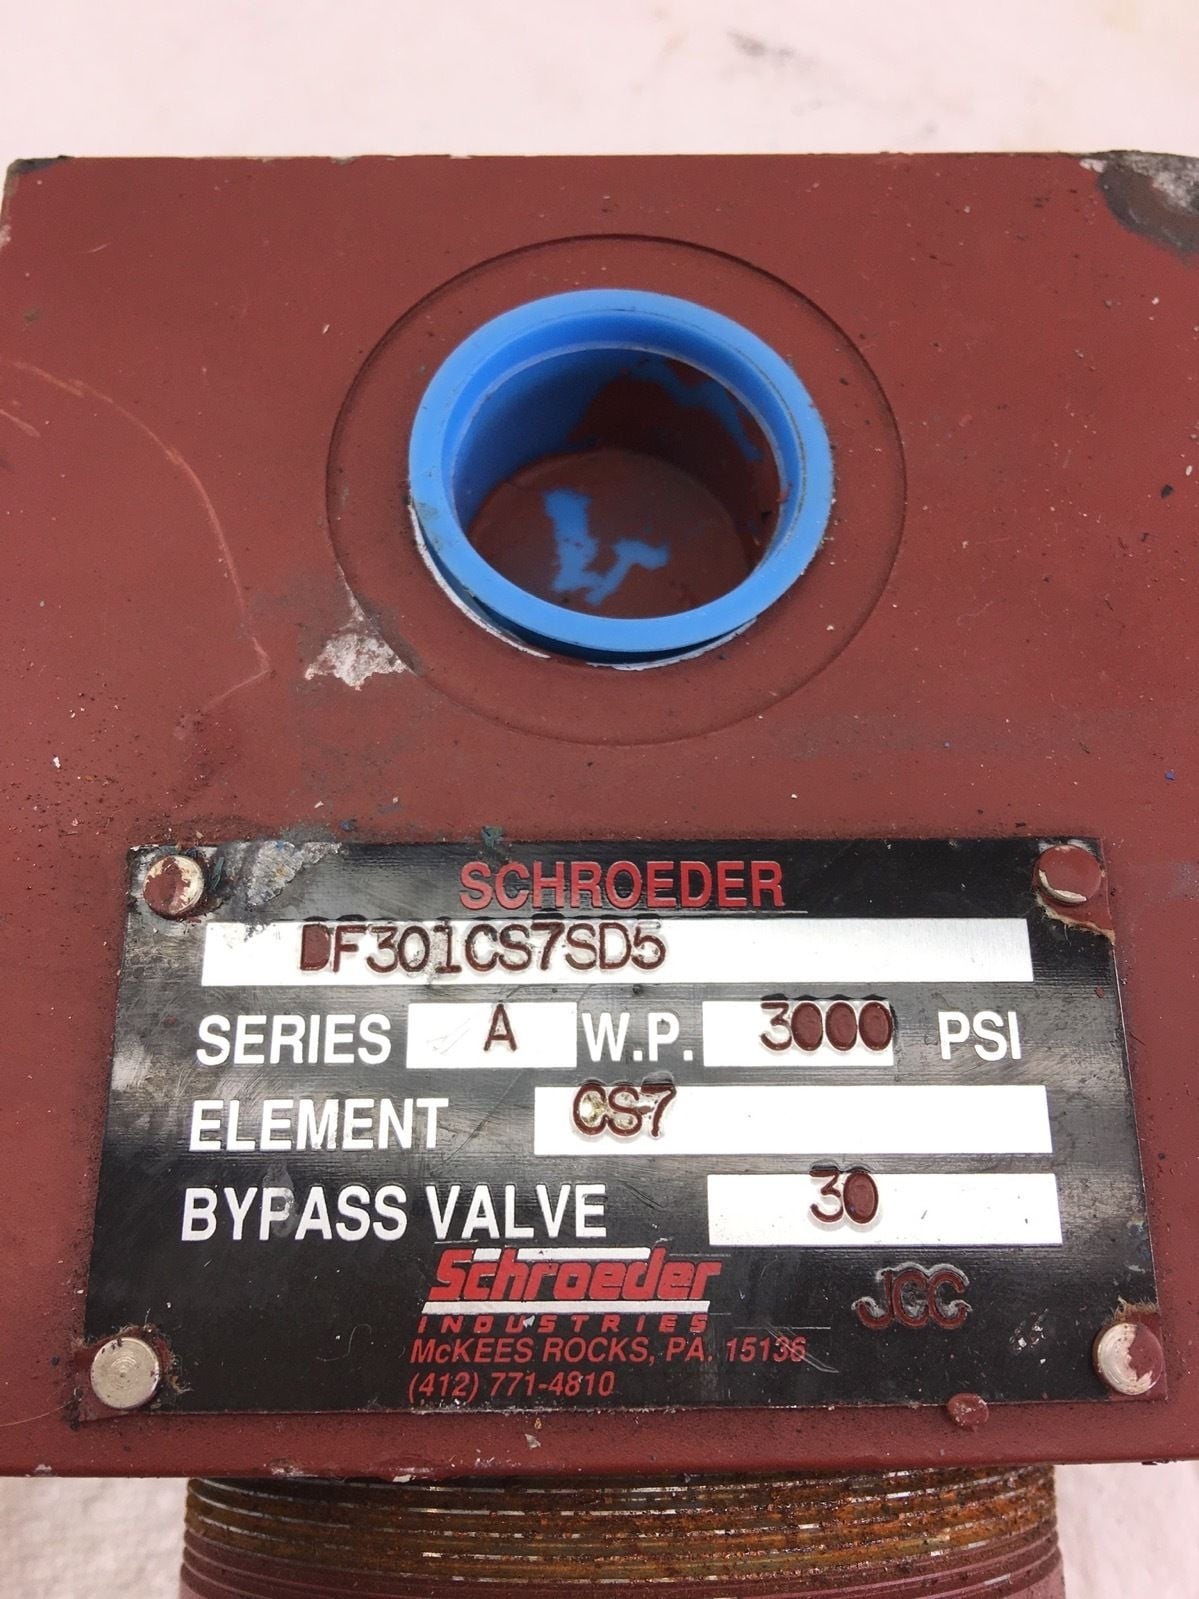 SCHROEDER
DF301CS7SD5
SERIES A W.P. 3000 PSI
ELEMENT CS7
BYPASS VALVE 30
Schroeder
INDUSTRIES
JCC
McKEES ROCKS, PA. 15136
(412) 771-4810